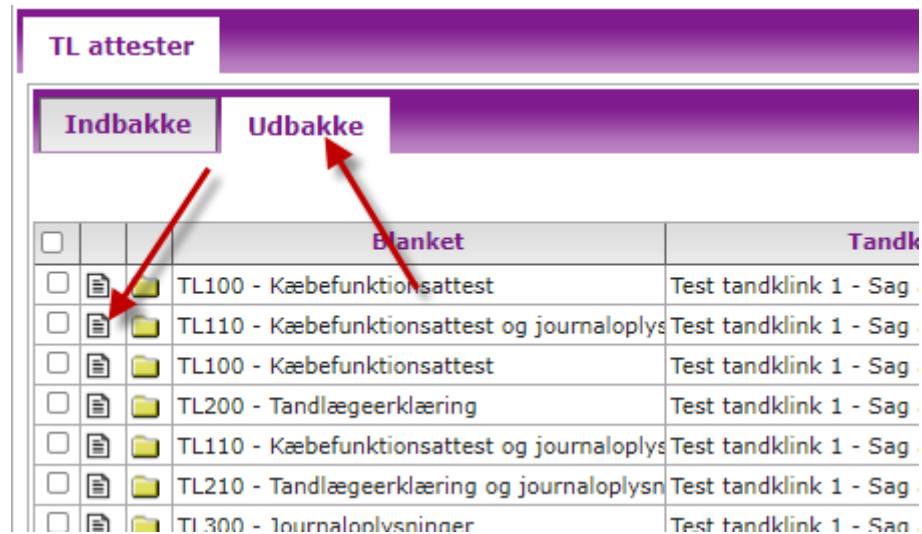 TL attester
Indbakke Udbakke
Blanket Tandk
TL100 - Kæbefunktionsattest Test tandklink 1 - Sag
TL110 - Kæbefunktionsattest og journaloplys Test tandklink 1 - Sag
TL100 - Kæbefunktionsattest Test tandklink 1 - Sag
TL200 - Tandlægeerklæring Test tandklink 1 - Sag
TL110 - Kæbefunktionsattest og journaloplys Test tandklink 1 - Sag
TL210 - Tandlægeerklæring og journaloplysn Test tandklink 1 - Sag
TL300 - Journaloplysninger Test tandklink 1 - Sag